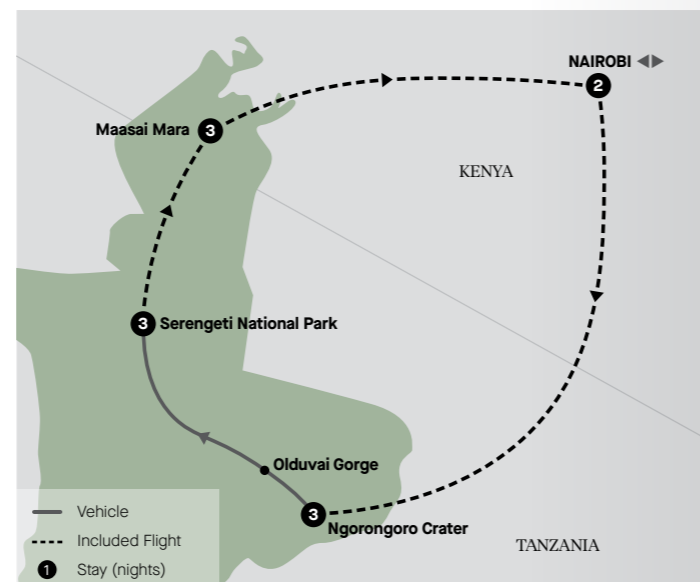 NAIROBI
2
Maasai Mara
3
KENYA
3
Serengeti National Park
Olduvai Gorge
3
Ngorongoro Crater
TANZANIA
Vehicle
Included Flight
1 Stay (nights)